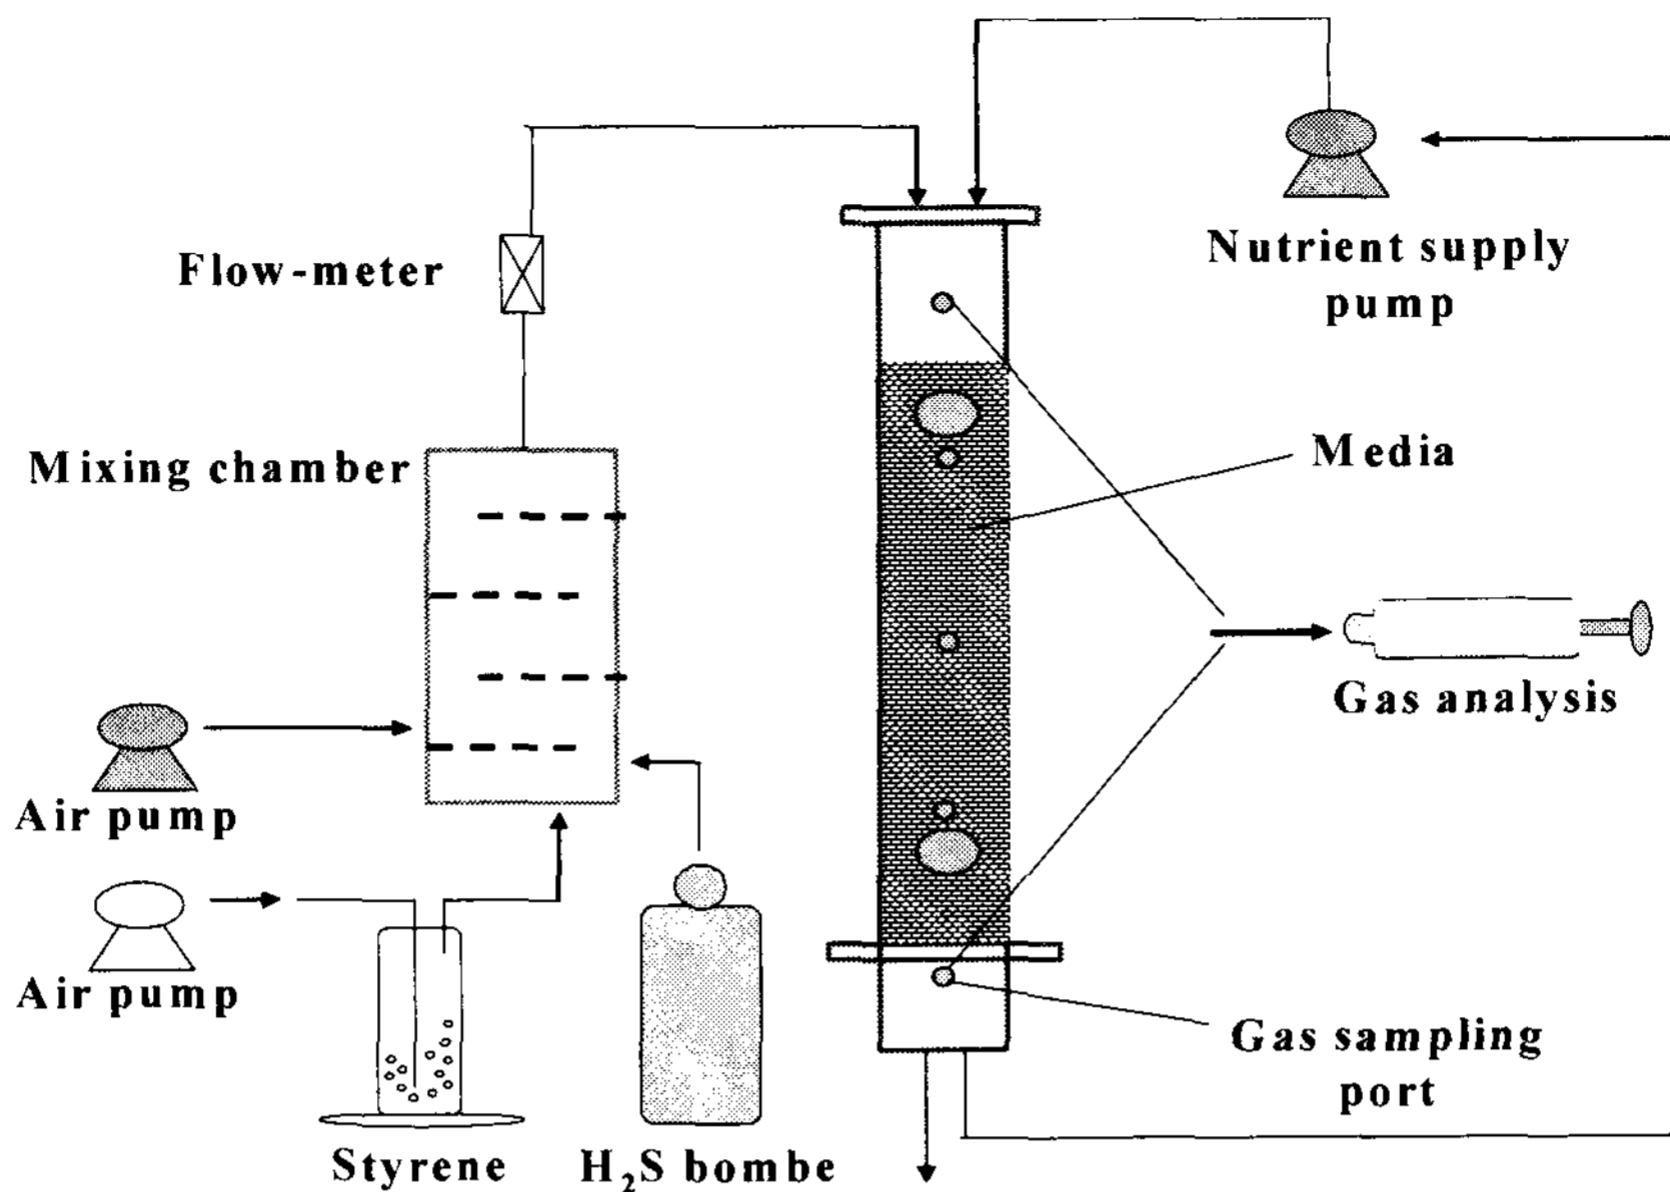 Nutrient supply
pump
Flow-meter
Mixing chamber
Media
Gas analysis
Air pump
Air pump
Gas sampling
port
Styrene
H₂S bombe